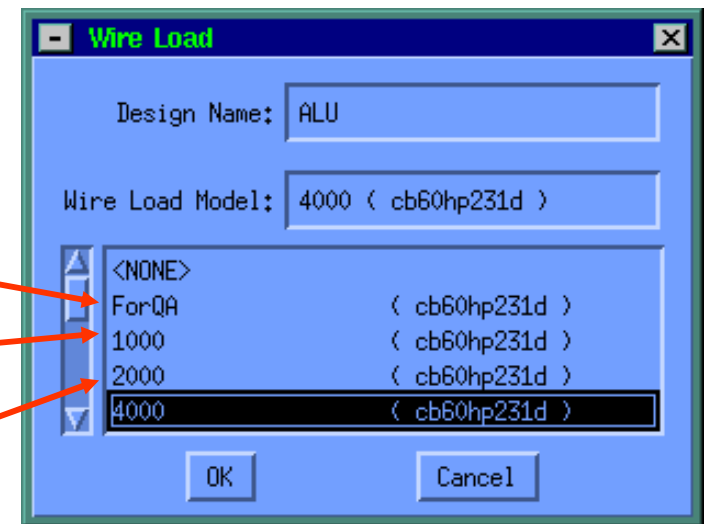 Wire Load
Design Name: ALU
Wire Load Model: 4000 ( cb60hp231d )
<NONE>
ForQA ( cb60hp231d )
1000 ( cb60hp231d )
2000 ( cb60hp231d )
4000 ( cb60hp231d )
OK Cancel